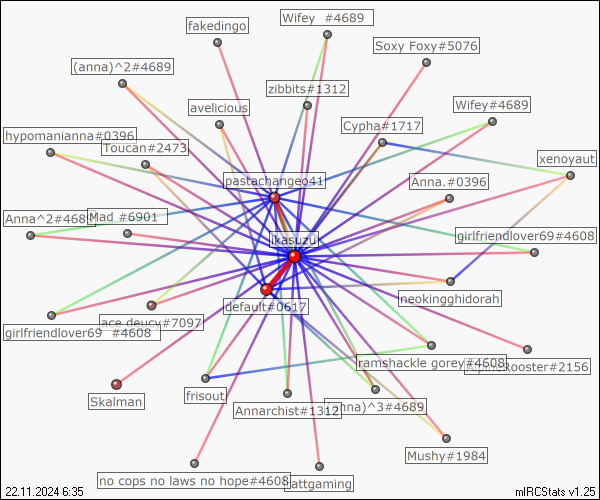 Wifey #4689
fakedingo
Soxy Foxy#5076
(anna)^2#4689
zibbits#1312
avelicious
Wifey#4689
Cypha#1717
hypomanianna#0396
Toucan#2473
xenoyaut
pastachangeo41
Anna.#0396
Anna^2#468
Mad #6901
ikasuzu
girlfriendlover69#4608
neokingghidorah
default#0617
ace deucy#7097
girlfriendlover69 #4608
ramshackle gorey#4608
Rooster#2156
Skalman
frisout
Annarchist#1312
(anna)^3#4689
Mushy#1984
no cops no laws no hope#4608
attgaming
22.11.2024 6:35
mIRCStats v1.25